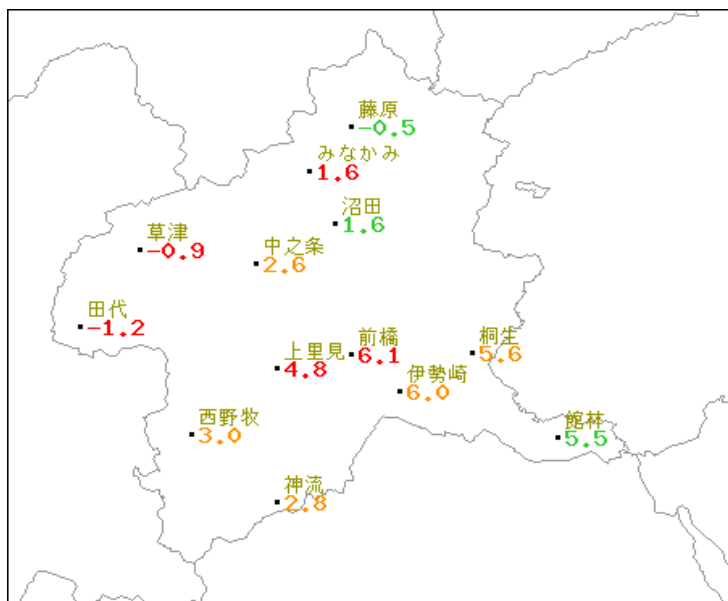 藤原
-0.5
みなかみ
1.6
沼田
1.6
草津
-0.9
中之条
2.6
田代
-1.2
上里見
4.8
前橋
6.1
桐生
5.6
伊勢崎
6.0
西野牧
3.0
館林
5.5
神流
2.8